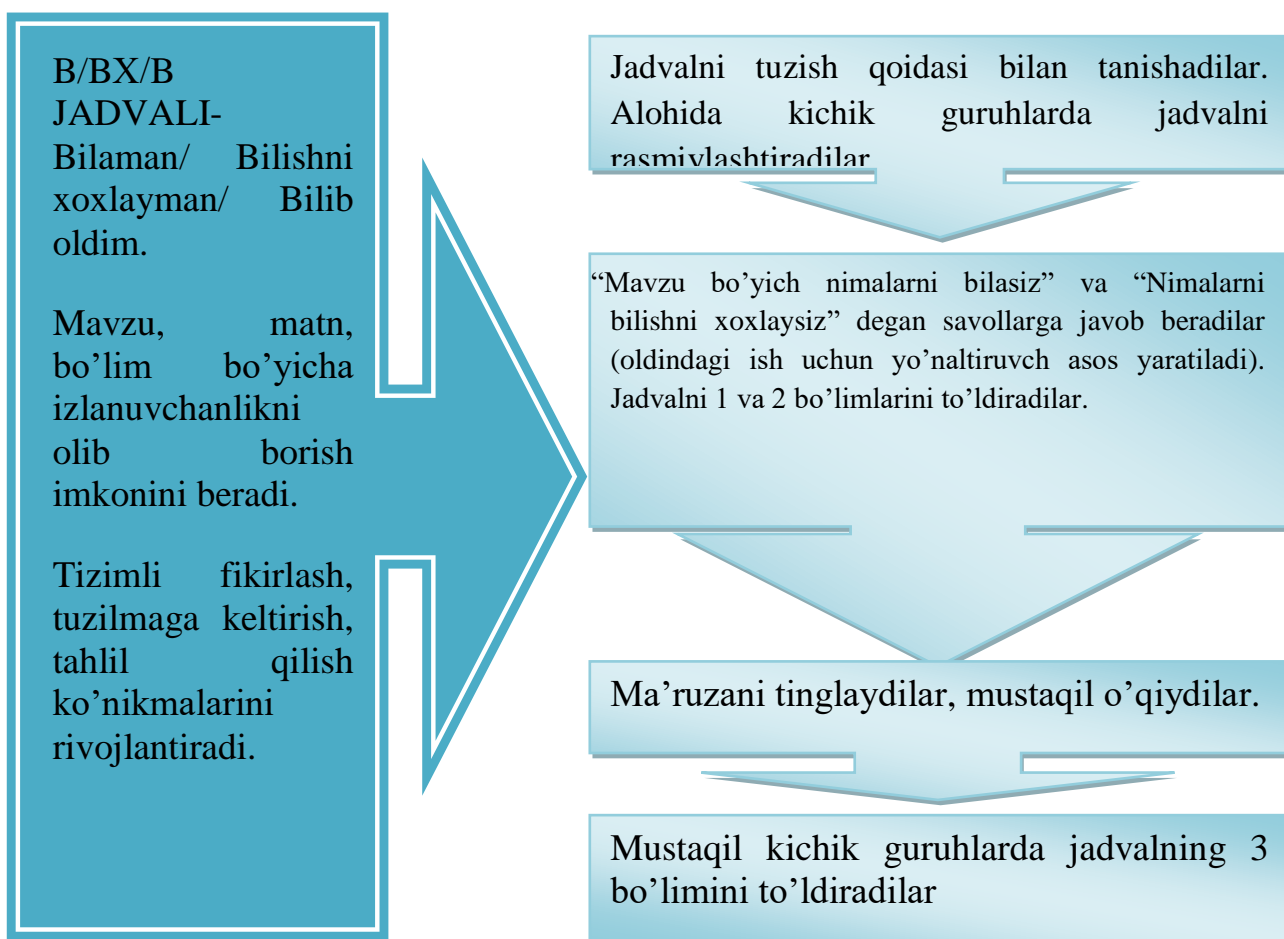 B/BX/B
JADVALI-
Bilaman/ Bilishni
xoxlayman/ Bilib
oldim.
Mavzu, matn,
bo’lim bo’yicha
izlanuvchanlikni
olib borish
imkonini beradi.
Tizimli fikirlash,
tuzilmaga keltirish,
tahlil qilish
ko’nikmalarini
rivojlantiradi.
Jadvalni tuzish qoidasi bilan tanishadilar.
Alohida kichik guruhlarda jadvalni
rasmiylashtiradilar
“Mavzu bo’yich nimalarni bilasiz” va “Nimalarni
bilishni xoxlaysiz” degan savollarga javob beradilar
(oldindagi ish uchun yo’naltiruvch asos yaratiladi).
Jadvalni 1 va 2 bo’limlarini to’ldiradilar.
Ma’ruzani tinglaydilar, mustaqil o’qiydilar.
Mustaqil kichik guruhlarda jadvalning 3
bo’limini to’ldiradilar